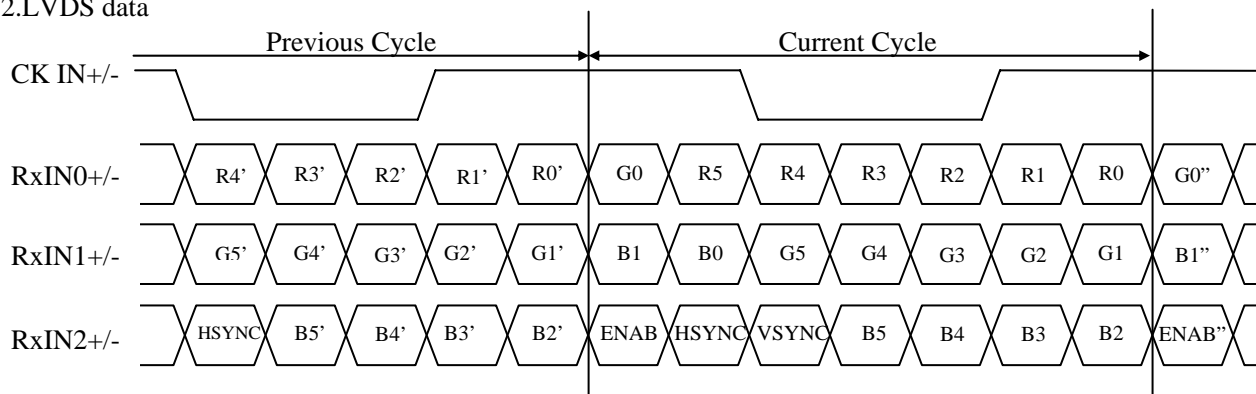 2.LVDS data
Previous Cycle Current Cycle
CK IN+/-
RxIN0+/- R4’ R3’ R2’ R1’ R0’ G0 R5 R4 R3 R2 R1 R0 G0”
RxIN1+/- G5’ G4’ G3’ G2’ G1’ B1 B0 G5 G4 G3 G2 G1 B1”
RxIN2+/- HSYNC B5’ B4’ B3’ B2’ ENAB HSYNC VSYNC B5 B4 B3 B2 ENAB”